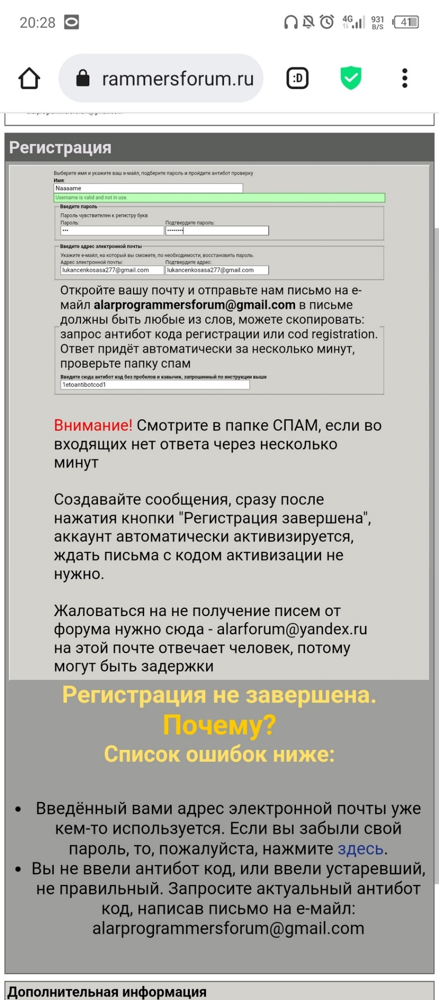 20:28
4G
931
B/S
41
rammersforum.ru
:D
Регистрация
Выберите имя и укажите ваш е-майл, подберите пароль и пройдите антибот проверку
Имя:
Naaaame
Username is valid and not in use.
Введите пароль
Пароль чувствителен к регистру букв
Пароль: Подтвердите пароль:
••• ••••••••
Введите адрес электронной почты
Укажите е-майл, на который вы сможете, по необходимости, восстановить пароль.
Адрес электронной почты: Подтвердите адрес:
lukancenkosasa277@gmail.com lukancenkosasa277@gmail.com
Откройте вашу почту и отправьте нам письмо на е-
майл alarprogrammersforum@gmail.com в письме
должны быть любые из слов, можете скопировать:
запрос антибот кода регистрации или cod registration.
Ответ придёт автоматически за несколько минут,
проверьте папку спам
Введите сюда антибот код без пробелов и кавычек, запрошенный по инструкции выше
1etoantibotcod1
Внимание! Смотрите в папке СПАМ, если во
входящих нет ответа через несколько
минут
Создавайте сообщения, сразу после
нажатия кнопки "Регистрация завершена",
аккаунт автоматически активизируется,
ждать письма с кодом активизации не
нужно.
Жаловаться на не получение писем от
форума нужно сюда - alarforum@yandex.ru
на этой почте отвечает человек, потому
могут быть задержки
Регистрация не завершена.
Почему?
Список ошибок ниже:
• Введённый вами адрес электронной почты уже
кем-то используется. Если вы забыли свой
пароль, то, пожалуйста, нажмите здесь.
• Вы не ввели антибот код, или ввели устаревший,
не правильный. Запросите актуальный антибот
код, написав письмо на е-майл:
alarprogrammersforum@gmail.com
Дополнительная информация